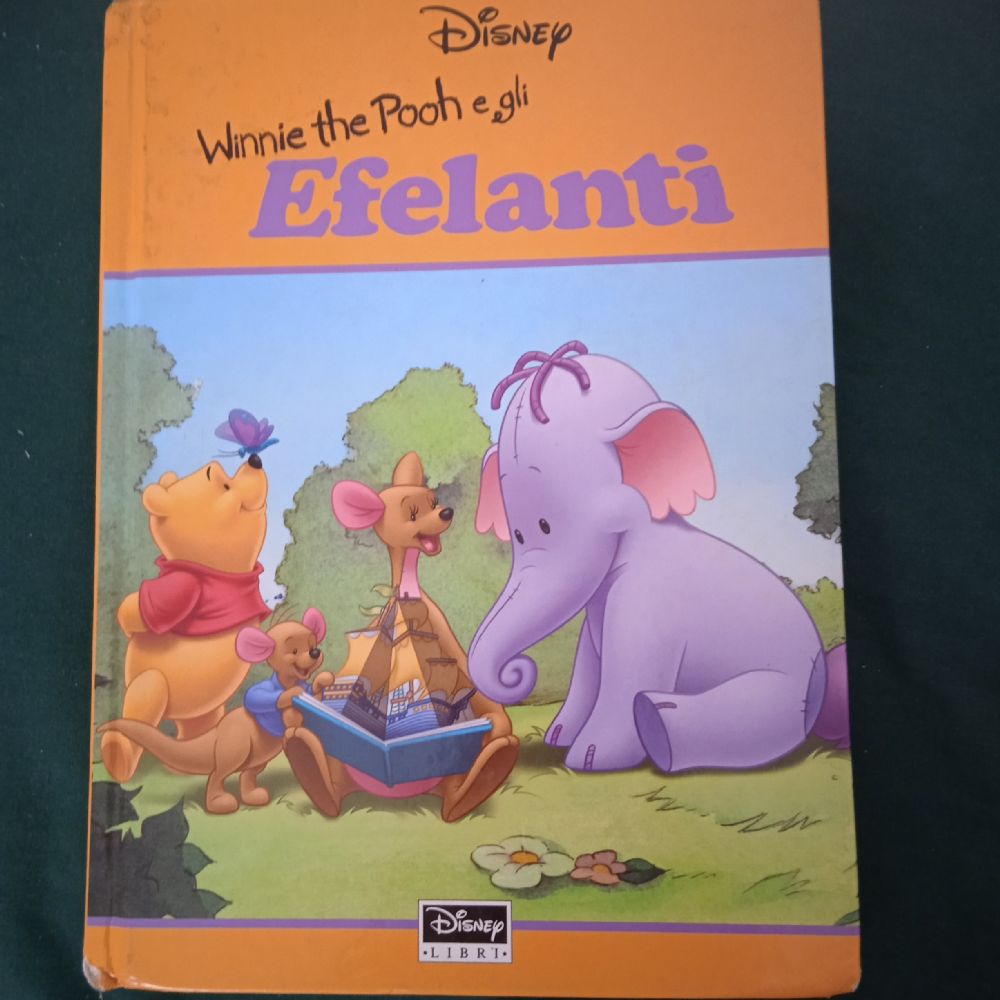 Disney
Winnie the Pooh e gli
Efelanti
Disney
• LIBRI •